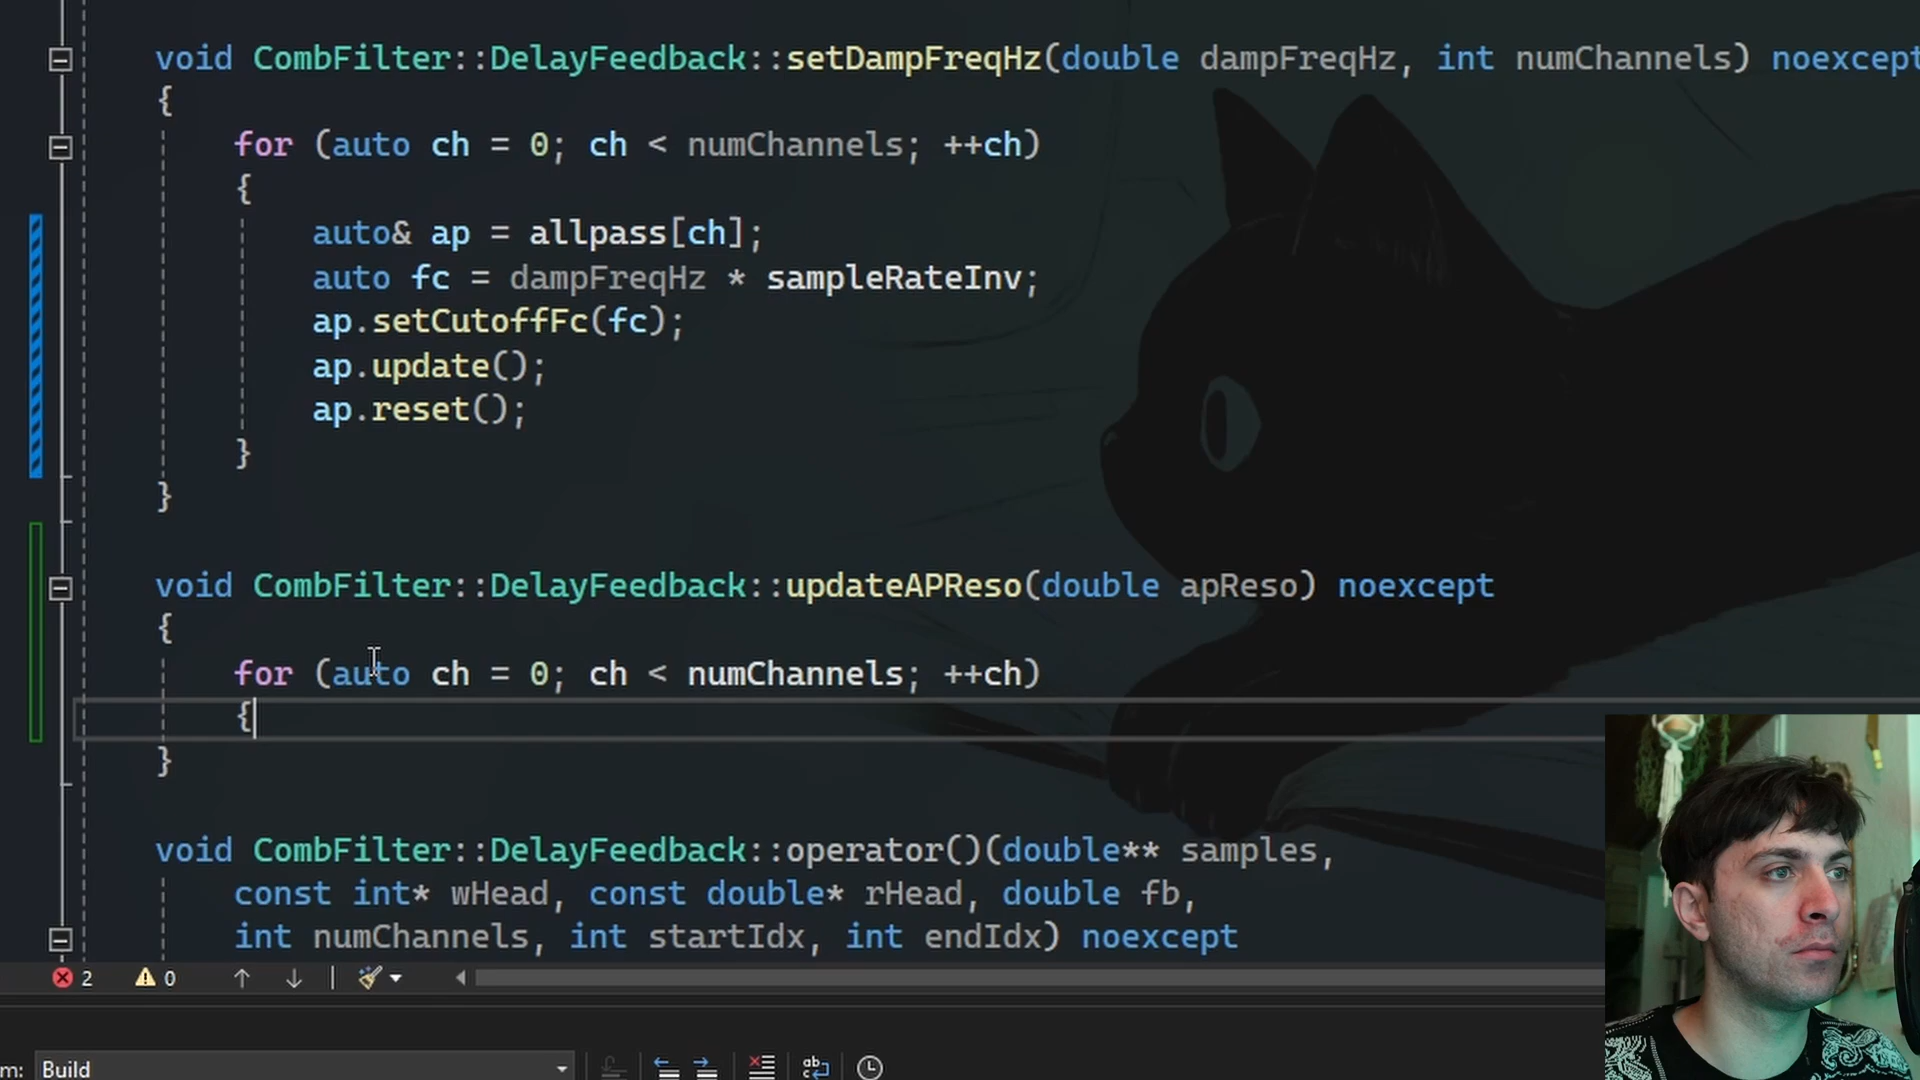 void CombFilter::DelayFeedback::setDampFreqHz(double dampFreqHz, int numChannels) noexcept
{
for (auto ch = 0; ch < numChannels; ++ch)
{
auto& ap = allpass[ch];
auto fc = dampFreqHz * sampleRateInv;
ap.setCutoffFc(fc);
ap.update();
ap.reset();
}
}
void CombFilter::DelayFeedback::updateAPReso(double apReso) noexcept
{
for (auto ch = 0; ch < numChannels; ++ch)
{
}
void CombFilter::DelayFeedback::operator()(double** samples,
const int* wHead, const double* rHead, double fb,
int numChannels, int startIdx, int endIdx) noexcept
2 0
m: Build